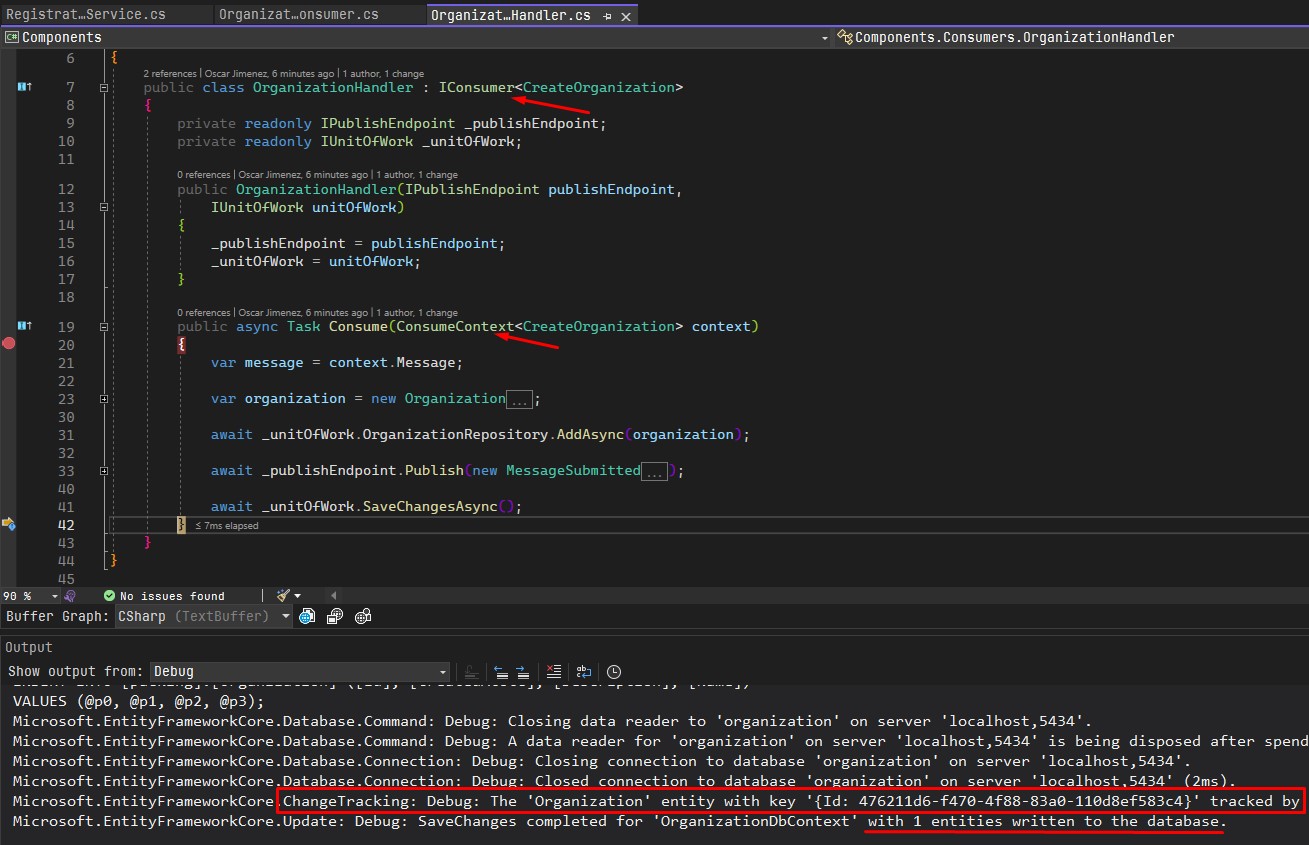 Registrat…Service.cs Organizat…onsumer.cs Organizat…Handler.cs
C# Components Components.Consumers.OrganizationHandler
6 {
2 references | Oscar Jimenez, 6 minutes ago | 1 author, 1 change
7 public class OrganizationHandler : IConsumer<CreateOrganization>
8 {
9 private readonly IPublishEndpoint _publishEndpoint;
10 private readonly IUnitOfWork _unitOfWork;
11
0 references | Oscar Jimenez, 6 minutes ago | 1 author, 1 change
12 public OrganizationHandler(IPublishEndpoint publishEndpoint,
13 IUnitOfWork unitOfWork)
14 {
15 _publishEndpoint = publishEndpoint;
16 _unitOfWork = unitOfWork;
17 }
18
0 references | Oscar Jimenez, 6 minutes ago | 1 author, 1 change
19 public async Task Consume(ConsumeContext<CreateOrganization> context)
20 {
21 var message = context.Message;
22
23 var organization = new Organization...;
30
31 await _unitOfWork.OrganizationRepository.AddAsync(organization);
32
33 await _publishEndpoint.Publish(new MessageSubmitted...);
40
41 await _unitOfWork.SaveChangesAsync();
42 } ≤ 7ms elapsed
43 }
44 }
45
90 % No issues found
Buffer Graph: CSharp (TextBuffer)
Output
Show output from: Debug
VALUES (@p0, @p1, @p2, @p3);
Microsoft.EntityFrameworkCore.Database.Command: Debug: Closing data reader to 'organization' on server 'localhost,5434'.
Microsoft.EntityFrameworkCore.Database.Command: Debug: A data reader for 'organization' on server 'localhost,5434' is being disposed after spend
Microsoft.EntityFrameworkCore.Database.Connection: Debug: Closing connection to database 'organization' on server 'localhost,5434'.
Microsoft.EntityFrameworkCore.Database.Connection: Debug: Closed connection to database 'organization' on server 'localhost,5434' (2ms).
Microsoft.EntityFrameworkCore.ChangeTracking: Debug: The 'Organization' entity with key '{Id: 476211d6-f470-4f88-83a0-110d8ef583c4}' tracked by
Microsoft.EntityFrameworkCore.Update: Debug: SaveChanges completed for 'OrganizationDbContext' with 1 entities written to the database.